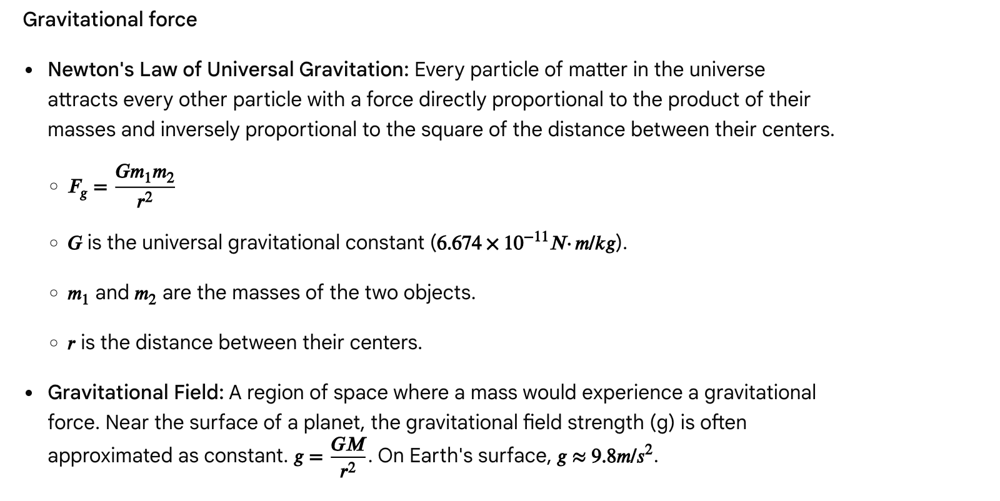 Gravitational force
• Newton's Law of Universal Gravitation: Every particle of matter in the universe
attracts every other particle with a force directly proportional to the product of their
masses and inversely proportional to the square of the distance between their centers.
○ F_g = \frac{Gm_1m_2}{r^2}
○ G is the universal gravitational constant (6.674 × 10^{−11} N· m/kg).
○ m_1 and m_2 are the masses of the two objects.
○ r is the distance between their centers.
• Gravitational Field: A region of space where a mass would experience a gravitational
force. Near the surface of a planet, the gravitational field strength (g) is often
approximated as constant. g = \frac{GM}{r^2}. On Earth's surface, g ≈ 9.8m/s^2.